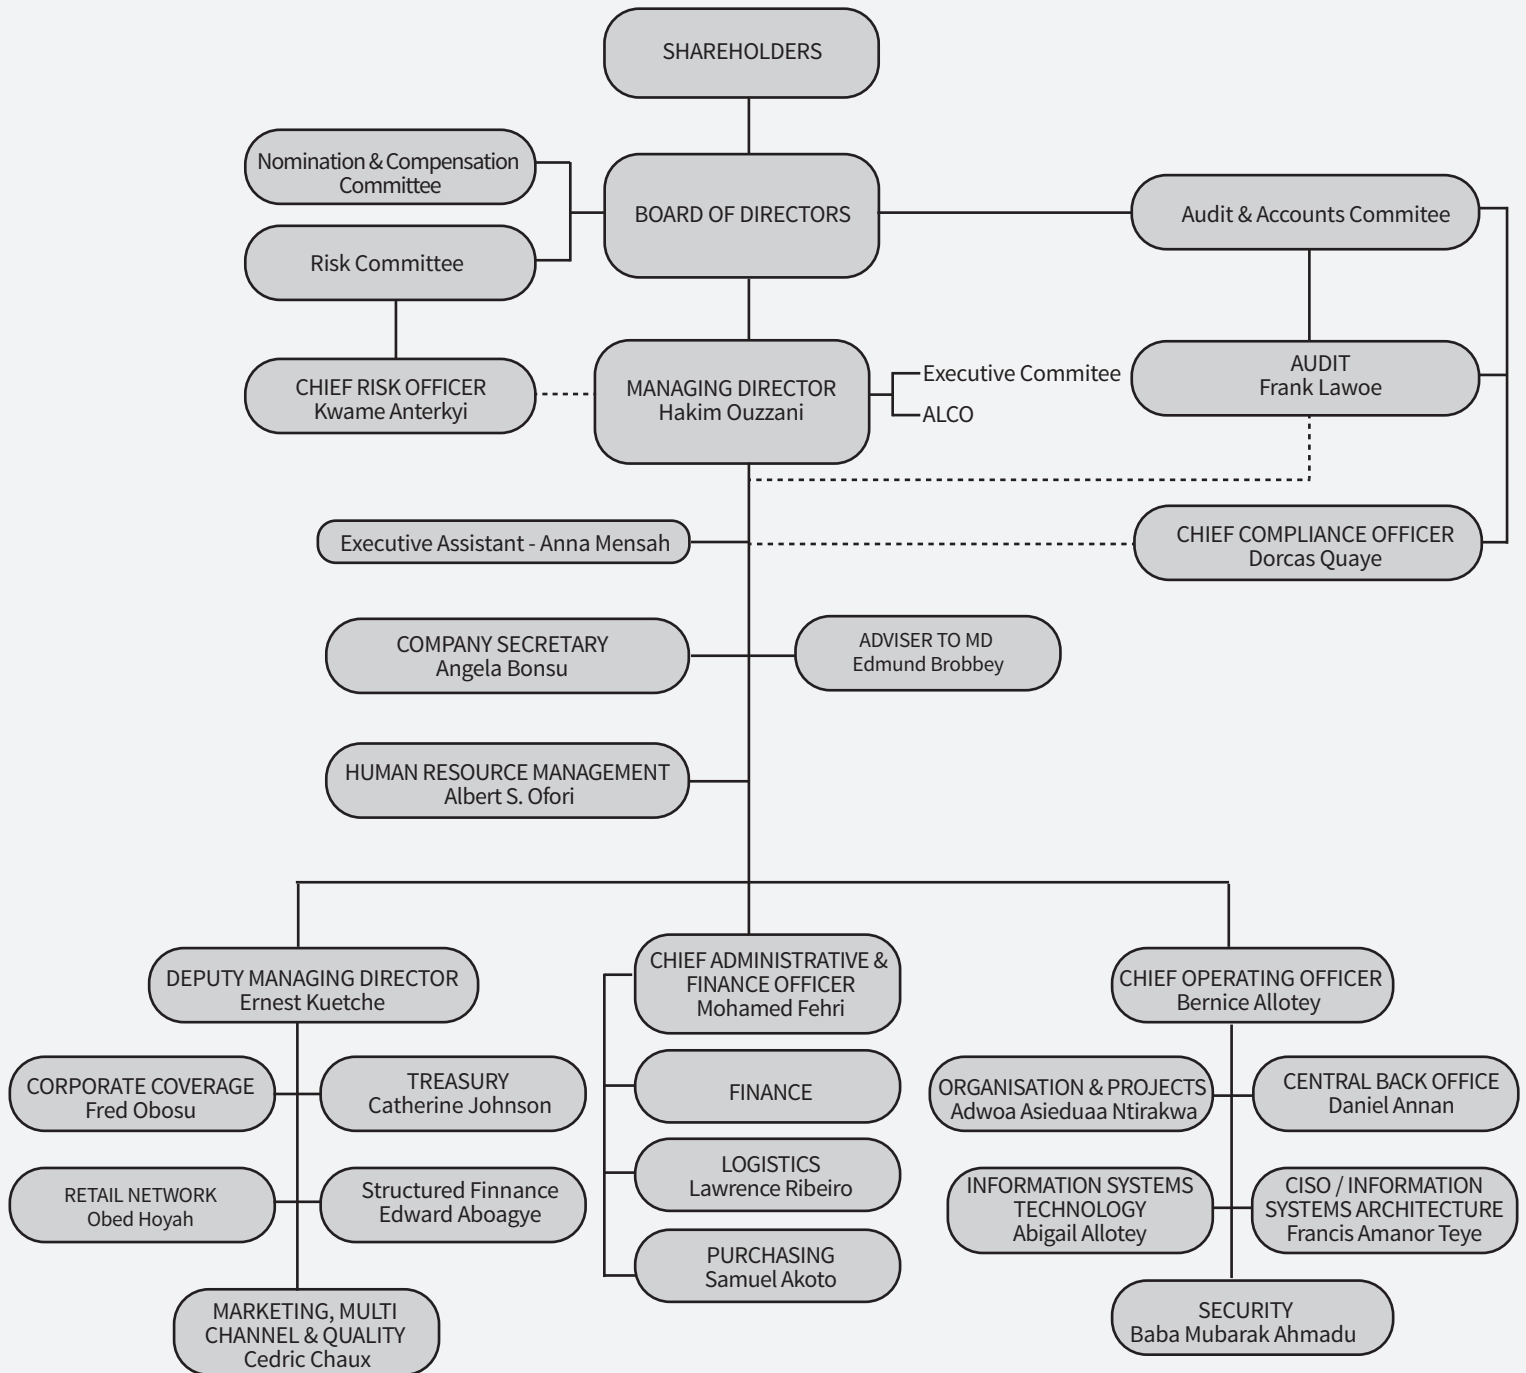 SHAREHOLDERS
Nomination & Compensation
Committee
BOARD OF DIRECTORS
Audit & Accounts Commitee
Risk Committee
CHIEF RISK OFFICER
Kwame Anterkyi
MANAGING DIRECTOR
Hakim Ouzzani
Executive Commitee
ALCO
AUDIT
Frank Lawoe
Executive Assistant - Anna Mensah
CHIEF COMPLIANCE OFFICER
Dorcas Quaye
COMPANY SECRETARY
Angela Bonsu
ADVISER TO MD
Edmund Brobbey
HUMAN RESOURCE MANAGEMENT
Albert S. Ofori
DEPUTY MANAGING DIRECTOR
Ernest Kuetche
CHIEF ADMINISTRATIVE &
FINANCE OFFICER
Mohamed Fehri
CHIEF OPERATING OFFICER
Bernice Allotey
CORPORATE COVERAGE
Fred Obosu
TREASURY
Catherine Johnson
FINANCE
ORGANISATION & PROJECTS
Adwoa Asieduaa Ntirakwa
CENTRAL BACK OFFICE
Daniel Annan
RETAIL NETWORK
Obed Hoyah
Structured Finnance
Edward Aboagye
LOGISTICS
Lawrence Ribeiro
INFORMATION SYSTEMS
TECHNOLOGY
Abigail Allotey
CISO / INFORMATION
SYSTEMS ARCHITECTURE
Francis Amanor Teye
PURCHASING
Samuel Akoto
MARKETING, MULTI
CHANNEL & QUALITY
Cedric Chaux
SECURITY
Baba Mubarak Ahmadu